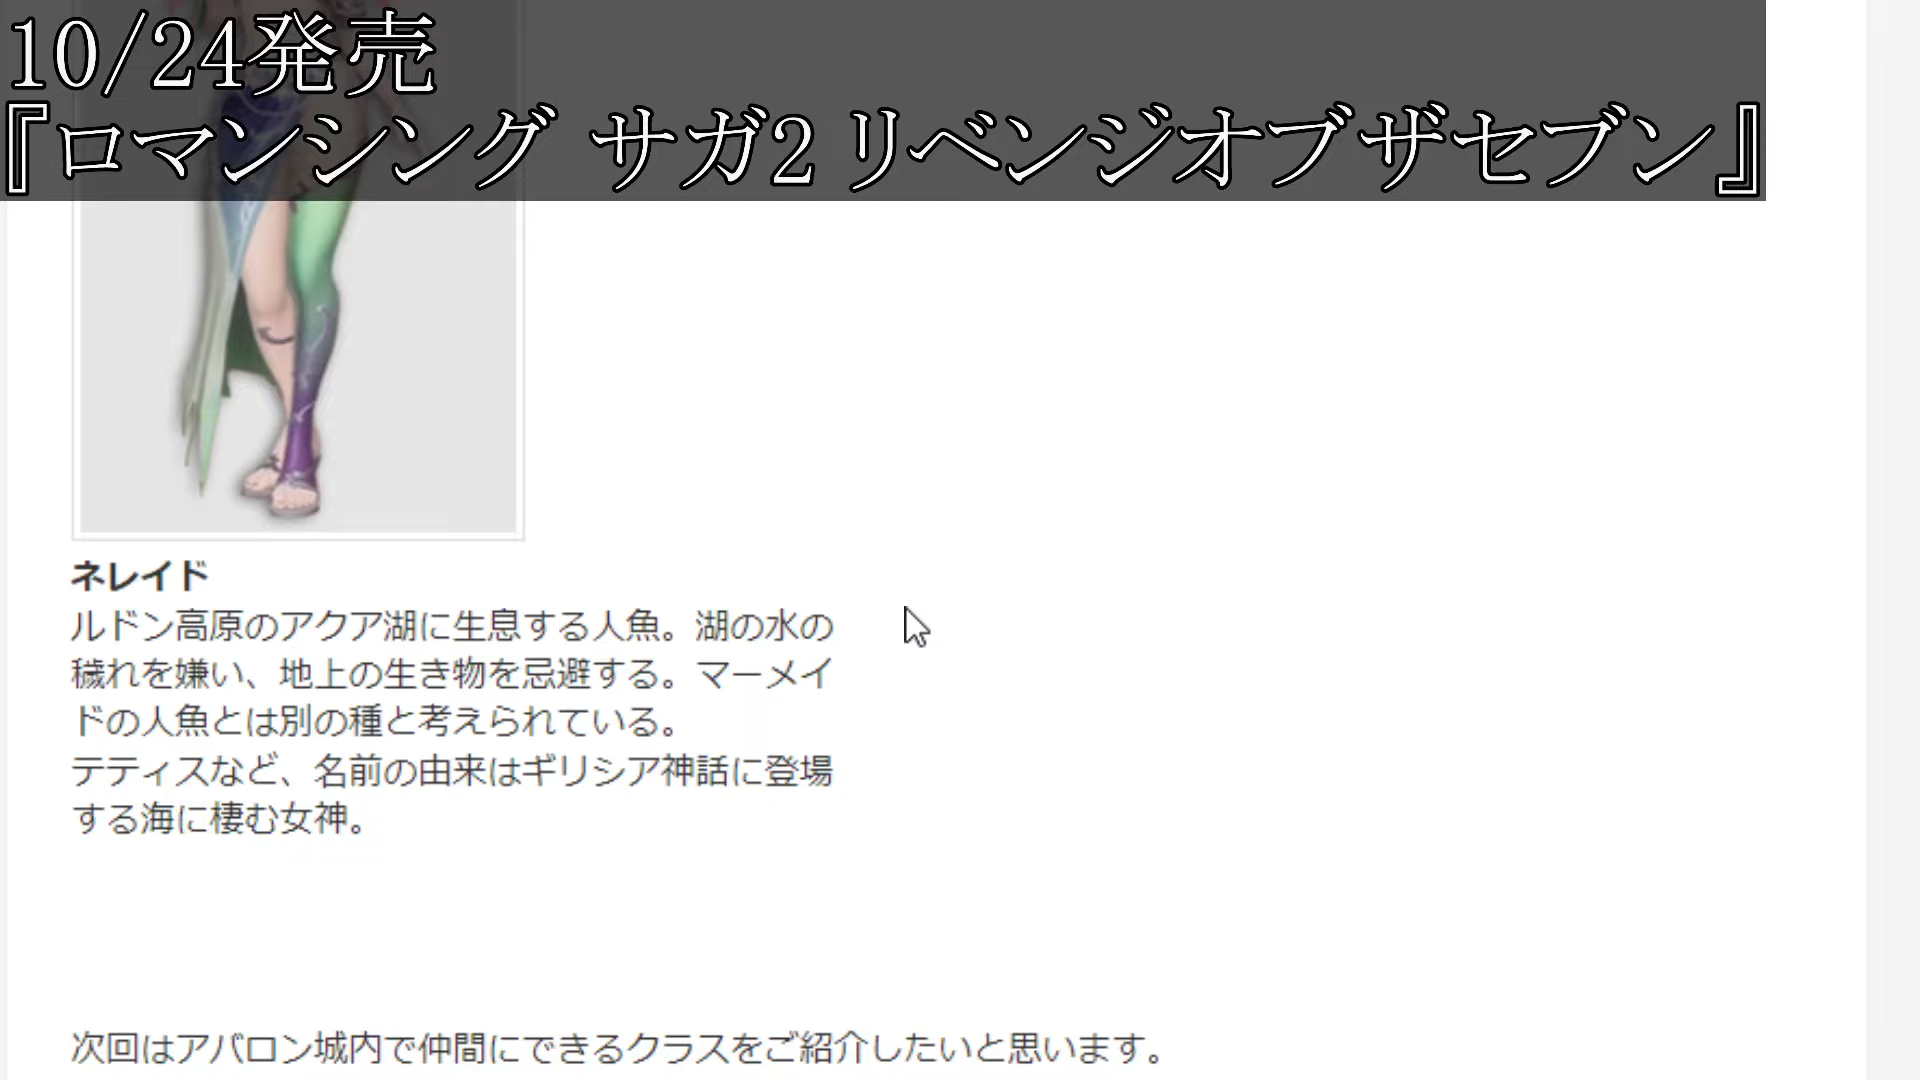 10/24発売
『ロマンシング サガ2 リベンジオブザセブン』
ネレイド
ルドン高原のアクア湖に生息する人魚。湖の水の
穢れを嫌い、地上の生き物を忌避する。マーメイ
ドの人魚とは別の種と考えられている。
テティスなど、名前の由来はギリシア神話に登場
する海に棲む女神。
次回はアバロン城内で仲間にできるクラスをご紹介したいと思います。